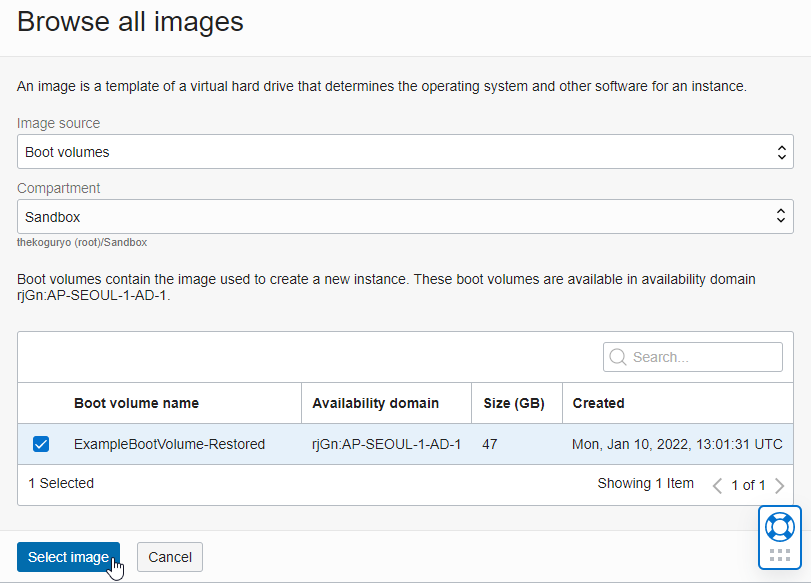 Browse all images
An image is a template of a virtual hard drive that determines the operating system and other software for an instance.
Image source
Boot volumes
Compartment
Sandbox
thekoguryo (root)/Sandbox
Boot volumes contain the image used to create a new instance. These boot volumes are available in availability domain
rjGn:AP-SEOUL-1-AD-1.
Search...
Boot volume name Availability domain Size (GB) Created
ExampleBootVolume-Restored rjGn:AP-SEOUL-1-AD-1 47 Mon, Jan 10, 2022, 13:01:31 UTC
1 Selected Showing 1 Item 1 of 1
Select image Cancel